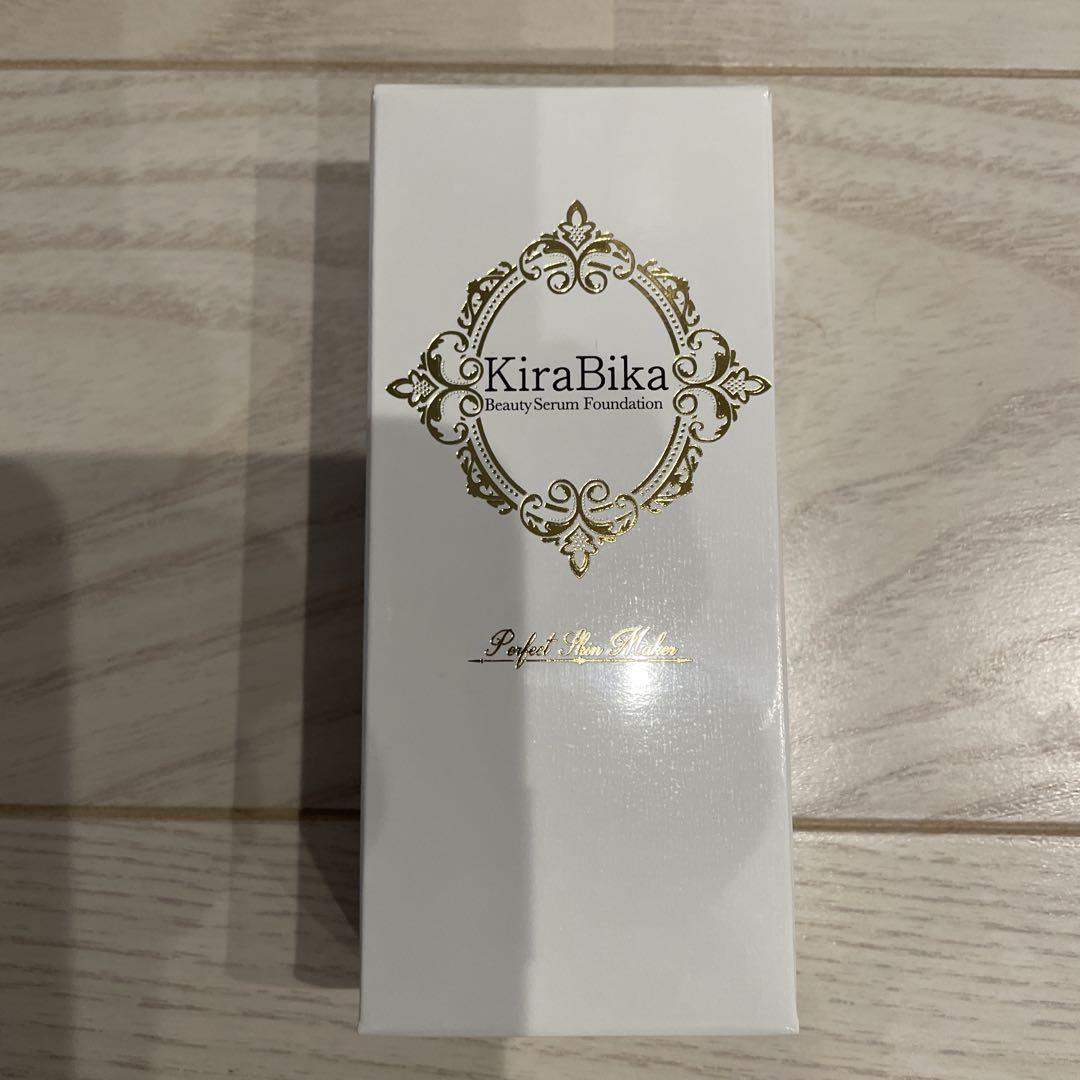 KiraBika
Beauty Serum Foundation
Perfect Skin Maker